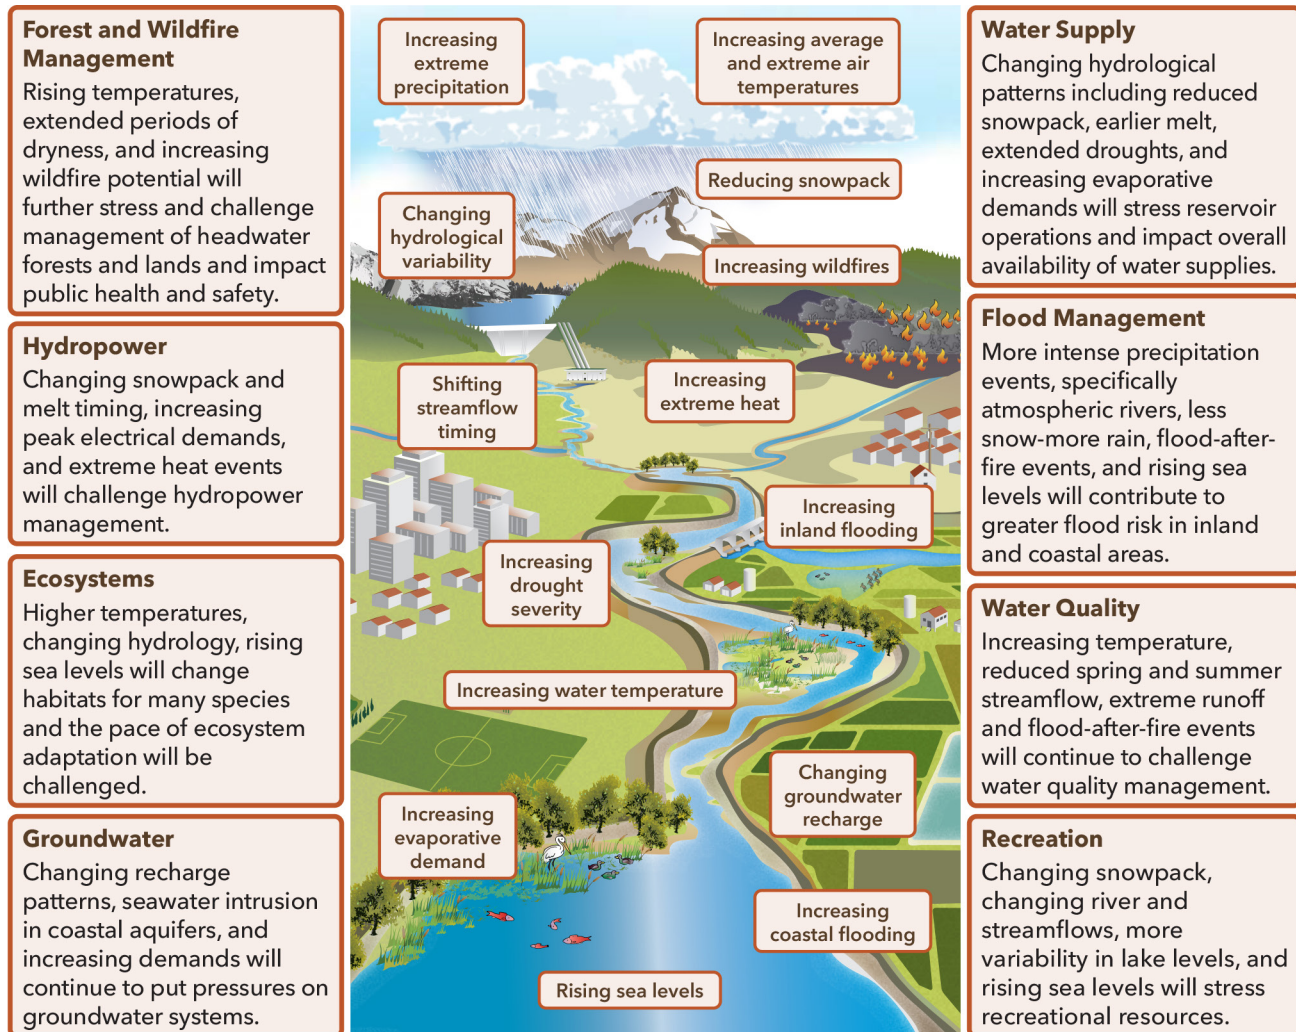 Forest and Wildfire
Management
Rising temperatures,
extended periods of
dryness, and increasing
wildfire potential will
further stress and challenge
management of headwater
forests and lands and impact
public health and safety.
Hydropower
Changing snowpack and
melt timing, increasing
peak electrical demands,
and extreme heat events
will challenge hydropower
management.
Ecosystems
Higher temperatures,
changing hydrology, rising
sea levels will change
habitats for many species
and the pace of ecosystem
adaptation will be
challenged.
Groundwater
Changing recharge
patterns, seawater intrusion
in coastal aquifers, and
increasing demands will
continue to put pressures on
groundwater systems.
Increasing
extreme
precipitation
Increasing average
and extreme air
temperatures
Reducing snowpack
Changing
hydrological
variability
Increasing wildfires
Shifting
streamflow
timing
Increasing
extreme heat
Increasing
inland flooding
Increasing
drought
severity
Increasing water temperature
Changing
groundwater
recharge
Increasing
evaporative
demand
Increasing
coastal flooding
Rising sea levels
Water Supply
Changing hydrological
patterns including reduced
snowpack, earlier melt,
extended droughts, and
increasing evaporative
demands will stress reservoir
operations and impact overall
availability of water supplies.
Flood Management
More intense precipitation
events, specifically
atmospheric rivers, less
snow-more rain, flood-after-
fire events, and rising sea
levels will contribute to
greater flood risk in inland
and coastal areas.
Water Quality
Increasing temperature,
reduced spring and summer
streamflow, extreme runoff
and flood-after-fire events
will continue to challenge
water quality management.
Recreation
Changing snowpack,
changing river and
streamflows, more
variability in lake levels, and
rising sea levels will stress
recreational resources.